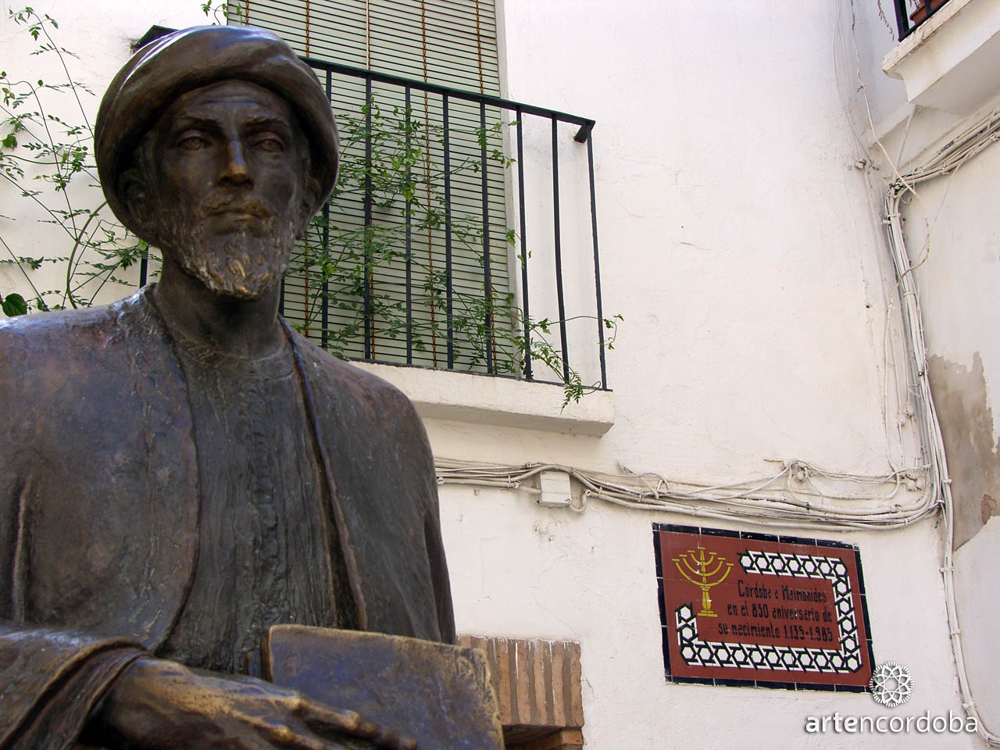 Córdoba a Maimónides
en el 850 aniversario de
su nacimiento 1.135-1.985
artencordoba